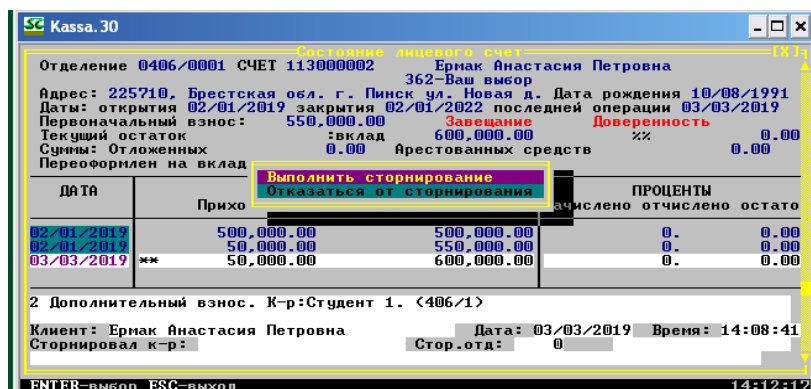 Kassa.30
Состояние лицевого счет [X]
Отделение 0406/0001 СЧЕТ 113000002 Ермак Анастасия Петровна
362-Ваш выбор
Адрес: 225710, Брестская обл. г. Пинск ул. Новая д. Дата рождения 10/08/1991
Даты: открытия 02/01/2019 закрытия 02/01/2022 последней операции 03/03/2019
Первоначальный взнос: 550,000.00 Завещание Доверенность
Текущий остаток :вклад 600,000.00 %% 0.00
Суммы: Отложенных 0.00 Арестованных средств 0.00
Переоформлен на вклад
Выполнить сторнирование
Отказаться от сторнирования
ДАТА ПРОЦЕНТЫ
Прихо ачислено отчислено остато
02/01/2019 500,000.00 500,000.00 0. 0.00
02/01/2019 50,000.00 550,000.00 0. 0.00
03/03/2019 ** 50,000.00 600,000.00 0. 0.00
2 Дополнительный взнос. К-р:Студент 1. (406/1)
Клиент: Ермак Анастасия Петровна Дата: 03/03/2019 Время: 14:08:41
Сторнировал к-р: Стор.отд: 0
ENTER-выбор ESC-выход 14:12:17